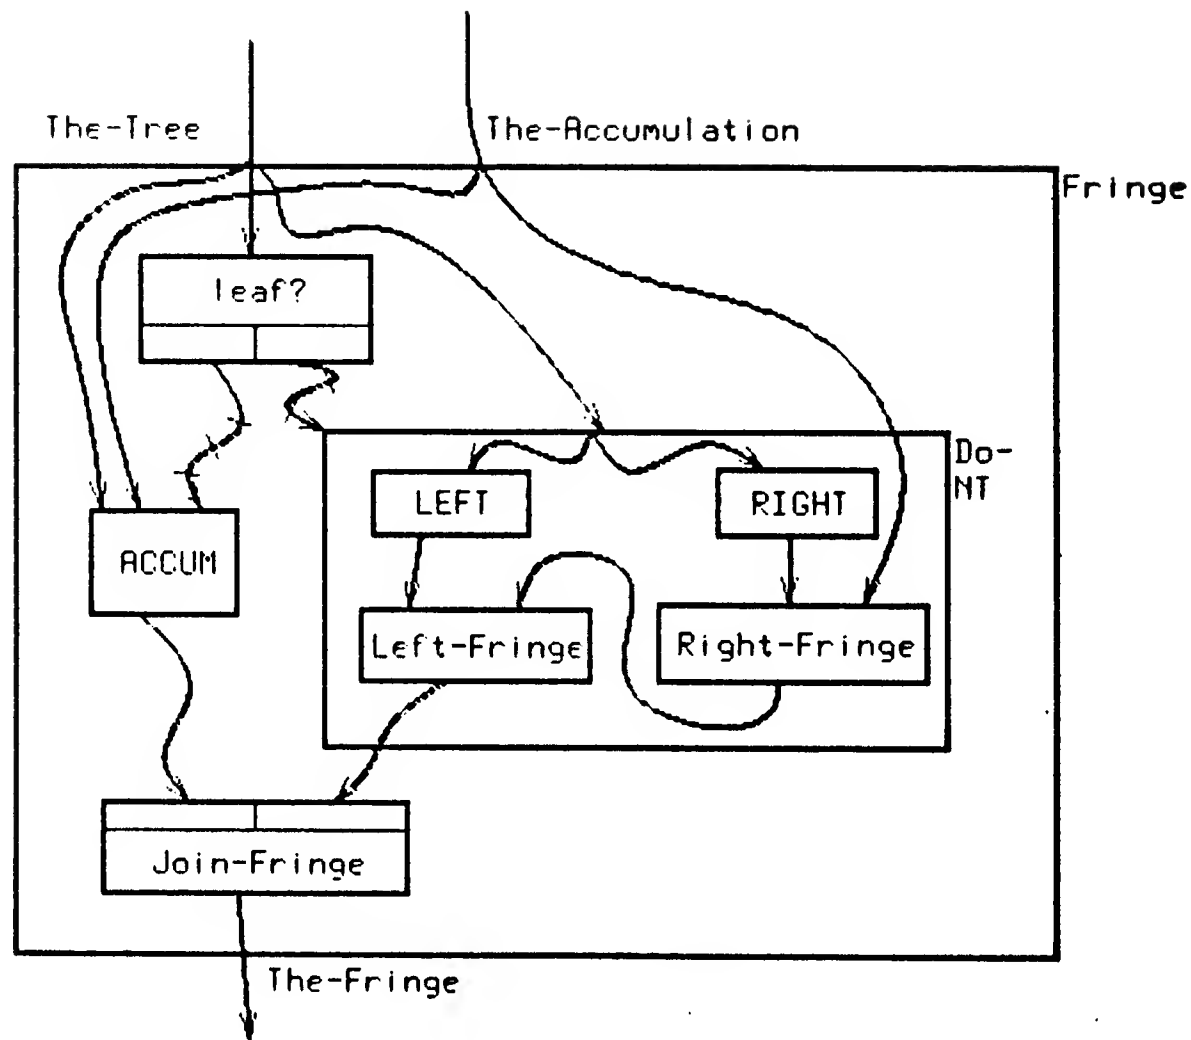 The-Tree
The-Accumulation
Fringe
leaf?
Do-
NT
LEFT
RIGHT
ACCUM
Left-Fringe
Right-Fringe
Join-Fringe
The-Fringe